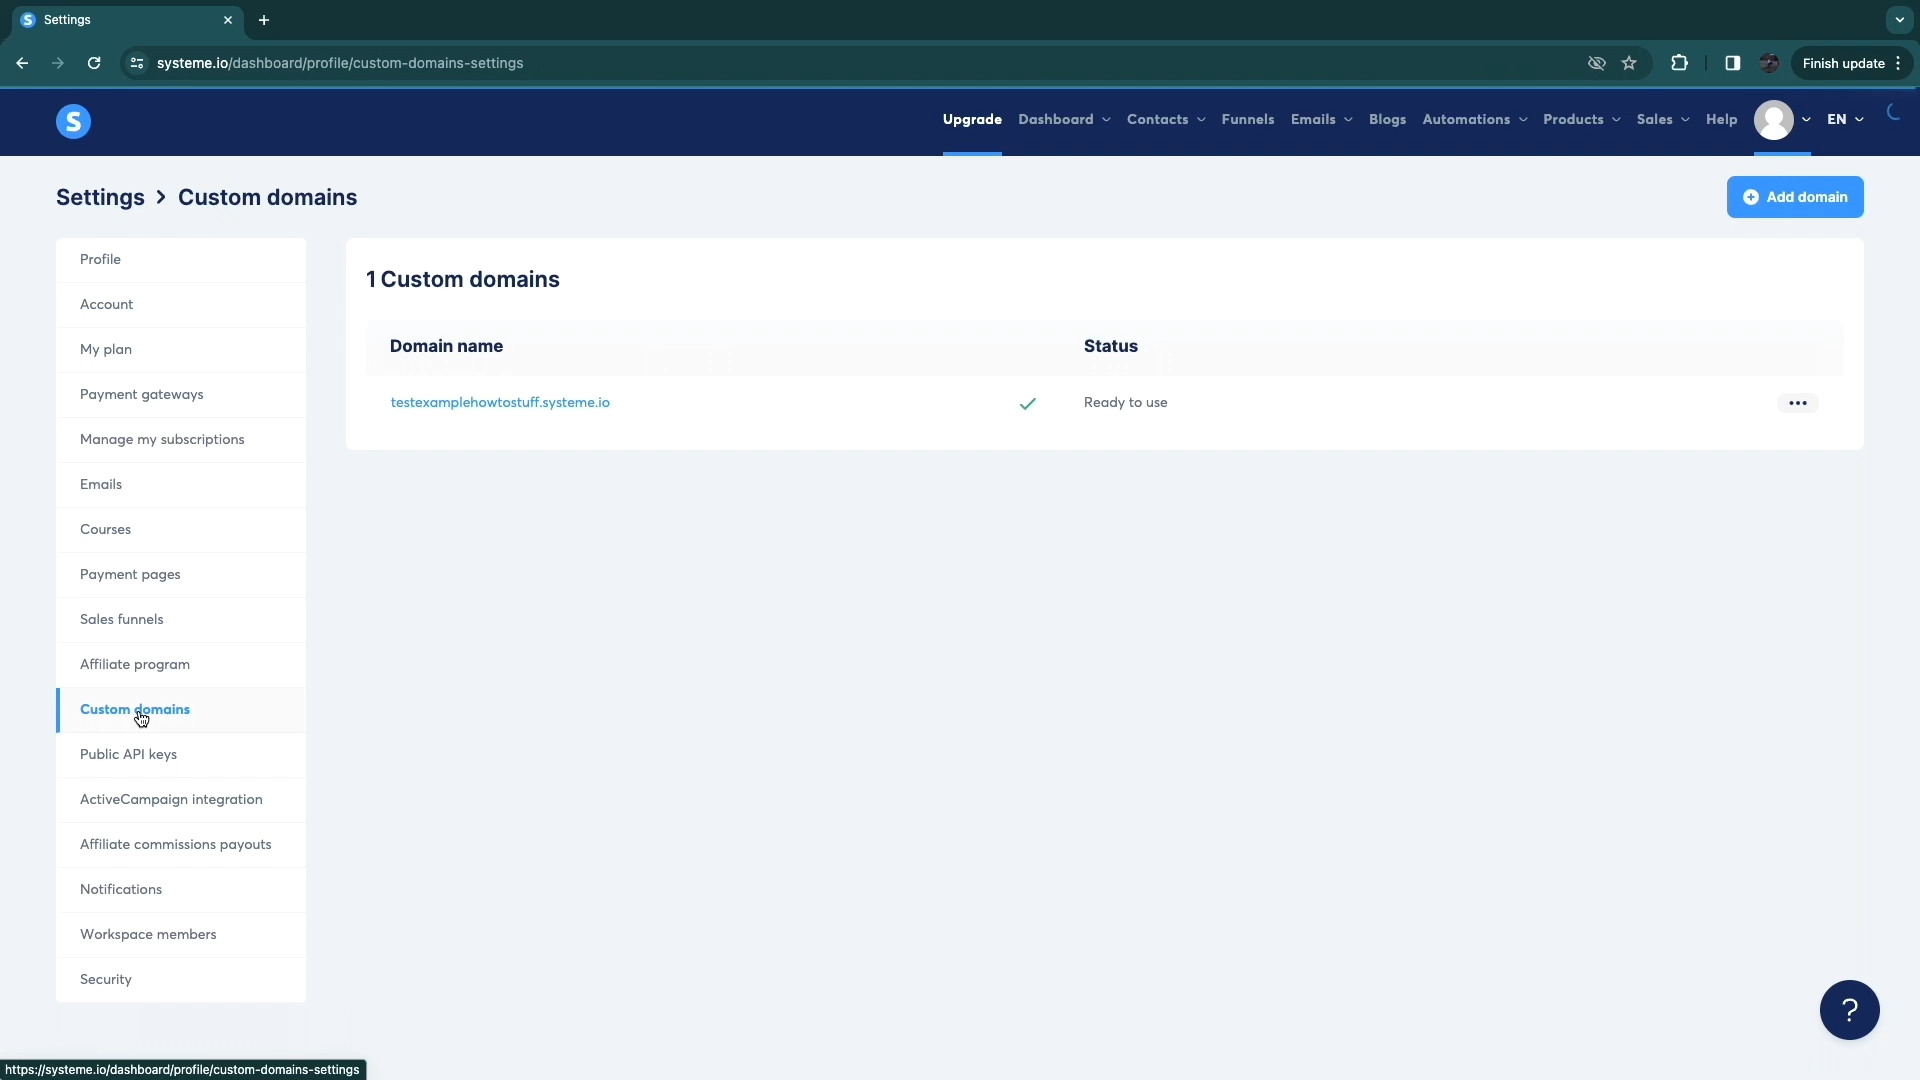 Settings
systeme.io/dashboard/profile/custom-domains-settings
Finish update
S
Upgrade Dashboard Contacts Funnels Emails Blogs Automations Products Sales Help EN
Settings > Custom domains
Add domain
Profile
Account
My plan
Payment gateways
Manage my subscriptions
Emails
Courses
Payment pages
Sales funnels
Affiliate program
Custom domains
Public API keys
ActiveCampaign integration
Affiliate commissions payouts
Notifications
Workspace members
Security
1 Custom domains
Domain name Status
testexamplehowtostuff.systeme.io Ready to use
?
https://systeme.io/dashboard/profile/custom-domains-settings